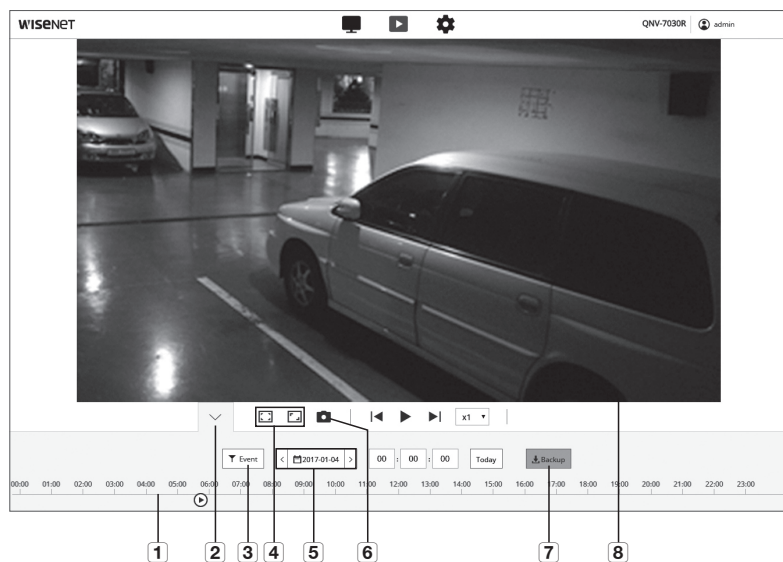 WISENET
QNV-7030R admin
x1
Event
2017-01-04
00 : 00 : 00
Today
Backup
00:00 01:00 02:00 03:00 04:00 05:00 06:00 07:00 08:00 09:00 10:00 11:00 12:00 13:00 14:00 15:00 16:00 17:00 18:00 19:00 20:00 21:00 22:00 23:00
1 2 3 4 5 6 7 8